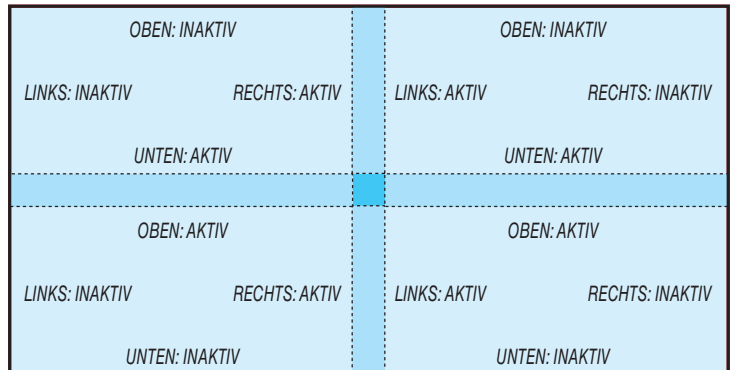 OBEN: INAKTIV OBEN: INAKTIV
LINKS: INAKTIV RECHTS: AKTIV LINKS: AKTIV RECHTS: INAKTIV
UNTEN: AKTIV UNTEN: AKTIV
OBEN: AKTIV OBEN: AKTIV
LINKS: INAKTIV RECHTS: AKTIV LINKS: AKTIV RECHTS: INAKTIV
UNTEN: INAKTIV UNTEN: INAKTIV